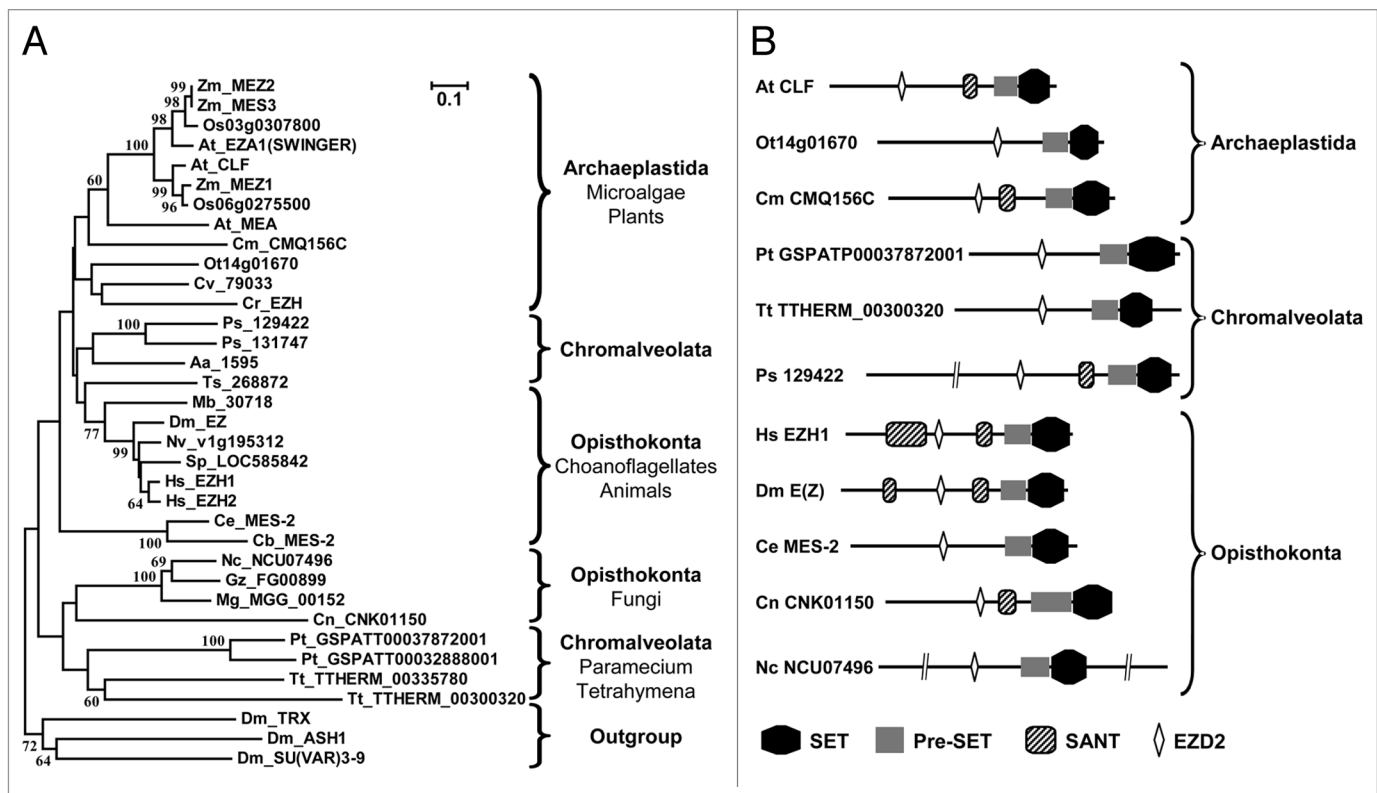 A
0.1
99
Zm_MEZ2
98
Zm_MES3
98
Os03g0307800
100
At_EZA1(SWINGER)
At_CLF
99
Zm_MEZ1
96
Os06g0275500
60
At_MEA
Cm_CMQ156C
Ot14g01670
Cv_79033
Cr_EZH
100
Ps_129422
Ps_131747
Aa_1595
Ts_268872
Mb_30718
77
Dm_EZ
Nv_v1g195312
99
Sp_LOC585842
Hs_EZH1
64
Hs_EZH2
Ce_MES-2
100
Cb_MES-2
69
Nc_NCU07496
100
Gz_FG00899
Mg_MGG_00152
Cn_CNK01150
100
Pt_GSPATT00037872001
Pt_GSPATT00032888001
Tt_TTHERM_00335780
60
Tt_TTHERM_00300320
Dm_TRX
72
Dm_ASH1
64
Dm_SU(VAR)3-9
Archaeplastida
Microalgae
Plants
Chromalveolata
Opisthokonta
Choanoflagellates
Animals
Opisthokonta
Fungi
Chromalveolata
Paramecium
Tetrahymena
Outgroup
B
At CLF
Ot14g01670
Cm CMQ156C
Archaeplastida
Pt GSPATP00037872001
Tt TTHERM_00300320
Ps 129422
Chromalveolata
Hs EZH1
Dm E(Z)
Ce MES-2
Cn CNK01150
Nc NCU07496
Opisthokonta
SET
Pre-SET
SANT
EZD2